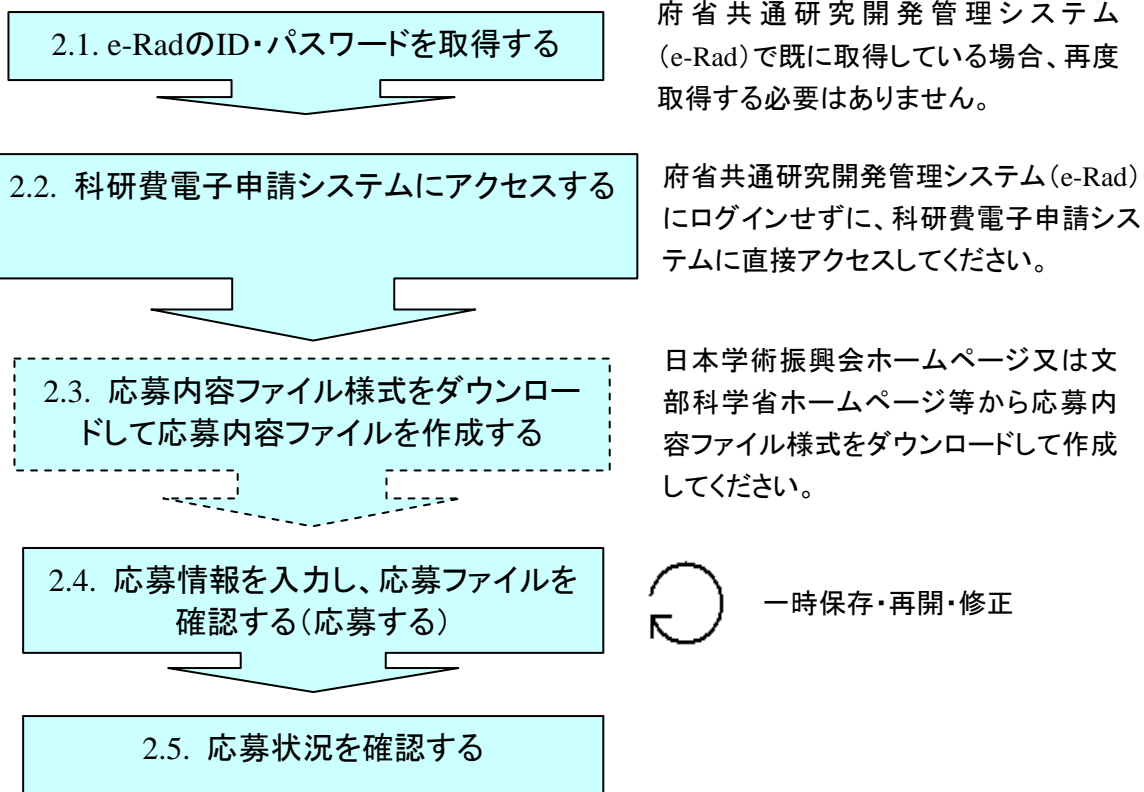 2.1. e-RadのID・パスワードを取得する
府省共通研究開発管理システム
（e-Rad）で既に取得している場合、再度
取得する必要はありません。
2.2. 科研費電子申請システムにアクセスする
府省共通研究開発管理システム（e-Rad）
にログインせずに、科研費電子申請シス
テムに直接アクセスしてください。
2.3. 応募内容ファイル様式をダウンロー
ドして応募内容ファイルを作成する
日本学術振興会ホームページ又は文
部科学省ホームページ等から応募内
容ファイル様式をダウンロードして作成
してください。
2.4. 応募情報を入力し、応募ファイルを
確認する（応募する）
一時保存・再開・修正
2.5. 応募状況を確認する